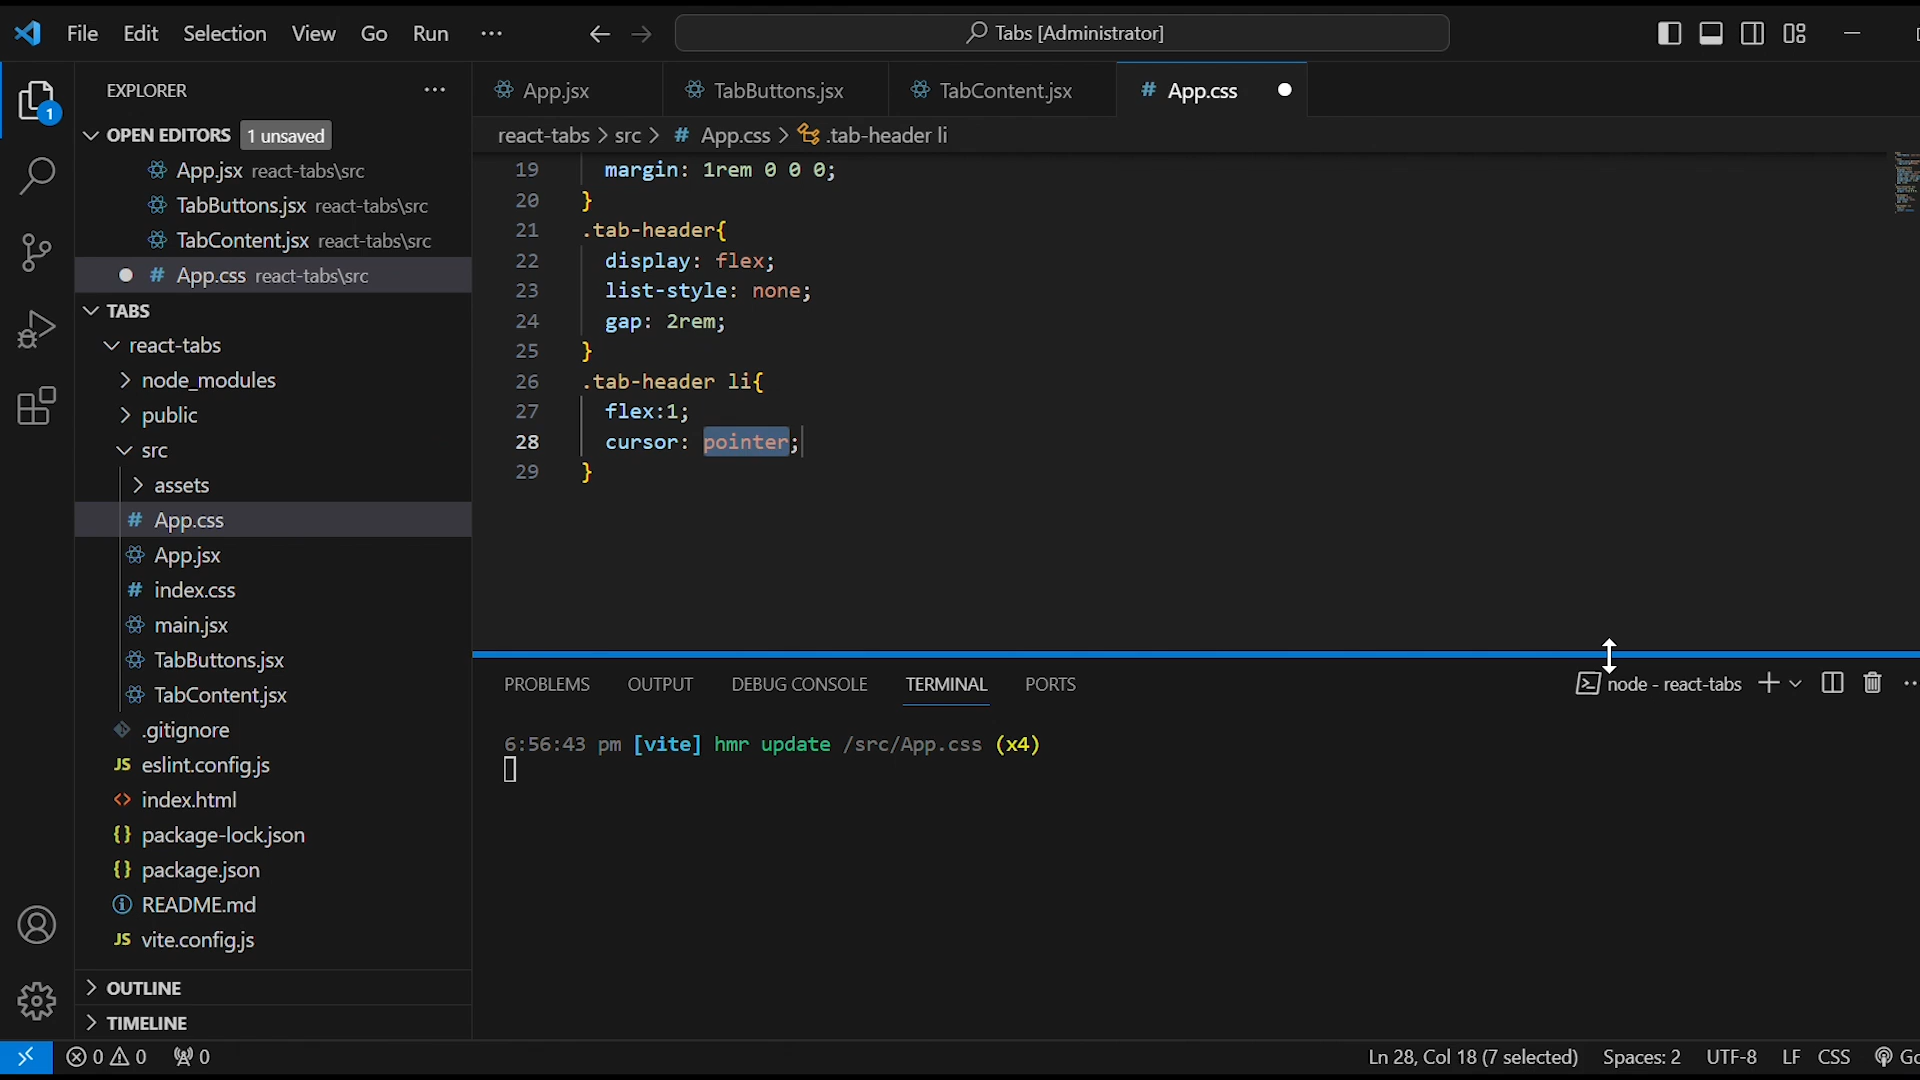 File Edit Selection View Go Run ···
Tabs [Administrator]
EXPLORER ···
OPEN EDITORS 1 unsaved
App.jsx react-tabs\src
TabButtons.jsx react-tabs\src
TabContent.jsx react-tabs\src
# App.css react-tabs\src
TABS
react-tabs
node_modules
public
src
assets
# App.css
App.jsx
# index.css
main.jsx
TabButtons.jsx
TabContent.jsx
.gitignore
JS eslint.config.js
<> index.html
{} package-lock.json
{} package.json
README.md
JS vite.config.js
OUTLINE
TIMELINE
1
App.jsx TabButtons.jsx TabContent.jsx # App.css
react-tabs > src > # App.css > .tab-header li
19 margin: 1rem 0 0 0;
20 }
21 .tab-header{
22 display: flex;
23 list-style: none;
24 gap: 2rem;
25 }
26 .tab-header li{
27 flex:1;
28 cursor: pointer;
29 }
PROBLEMS OUTPUT DEBUG CONSOLE TERMINAL PORTS
node - react-tabs
6:56:43 pm [vite] hmr update /src/App.css (x4)
0 0 0
Ln 28, Col 18 (7 selected) Spaces: 2 UTF-8 LF CSS Go